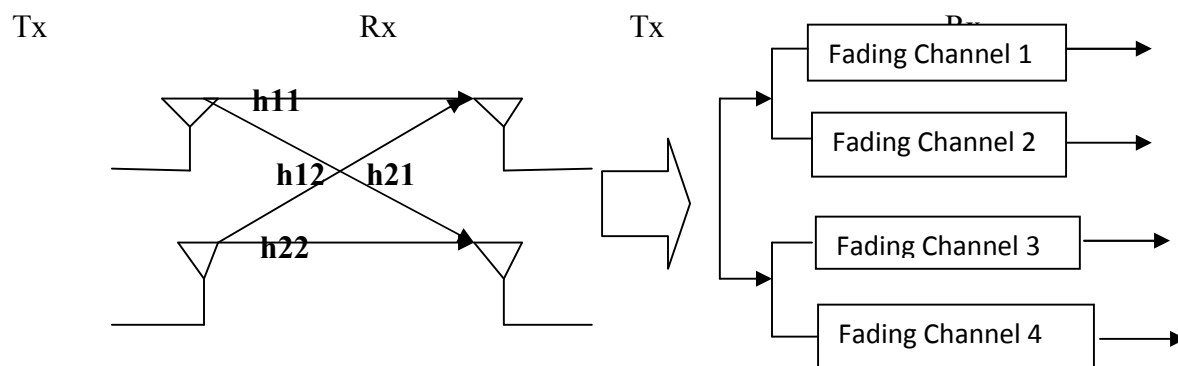 Tx Rx Tx Rx
Fading Channel 1
h11
Fading Channel 2
h12 h21
h22
Fading Channel 3
Fading Channel 4